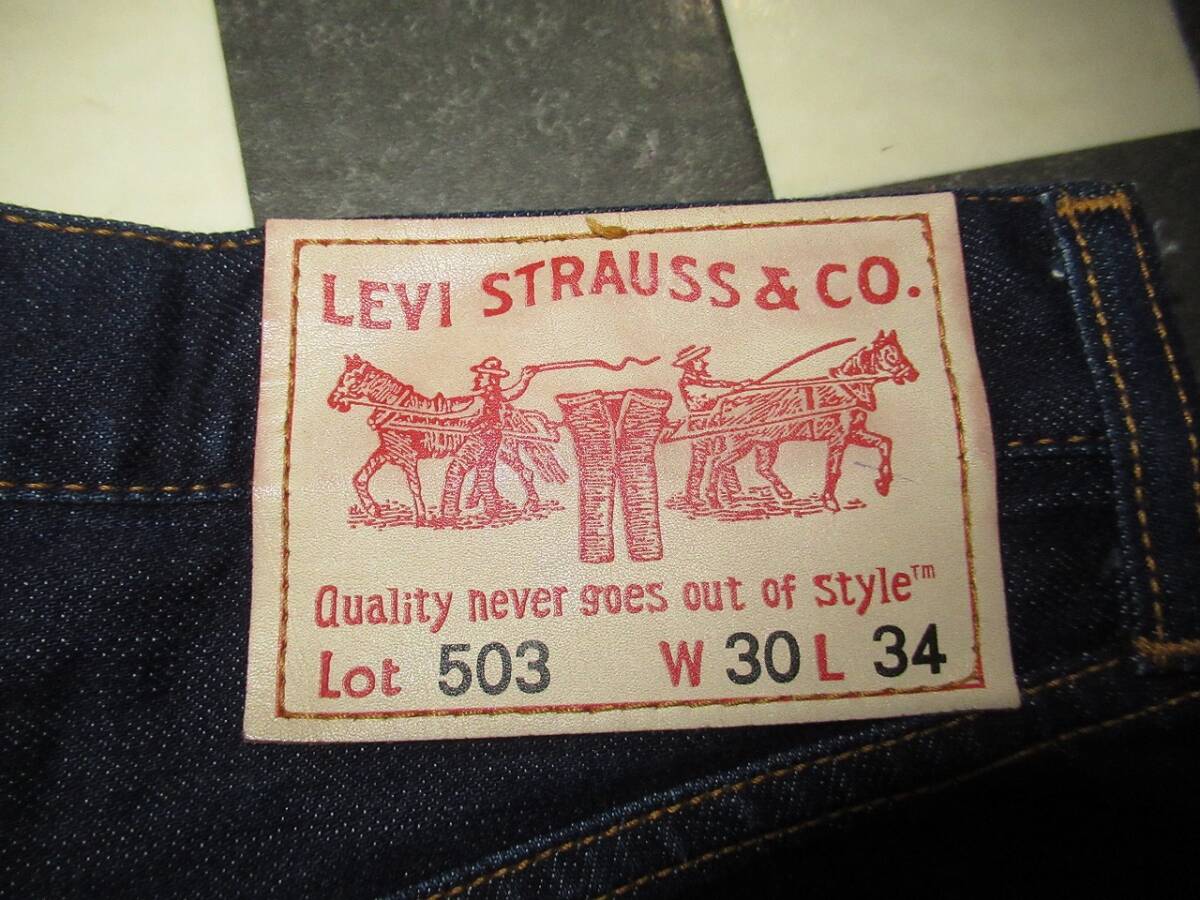 LEVI STRAUSS & CO.
Quality never goes out of style™
Lot 503 W 30 L 34